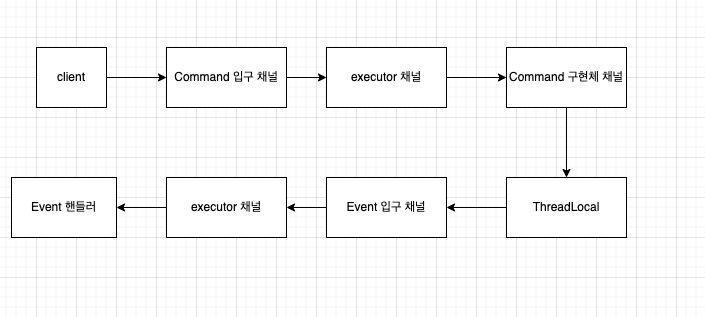 client
Command 입구 채널
executor 채널
Command 구현체 채널
Event 핸들러
executor 채널
Event 입구 채널
ThreadLocal